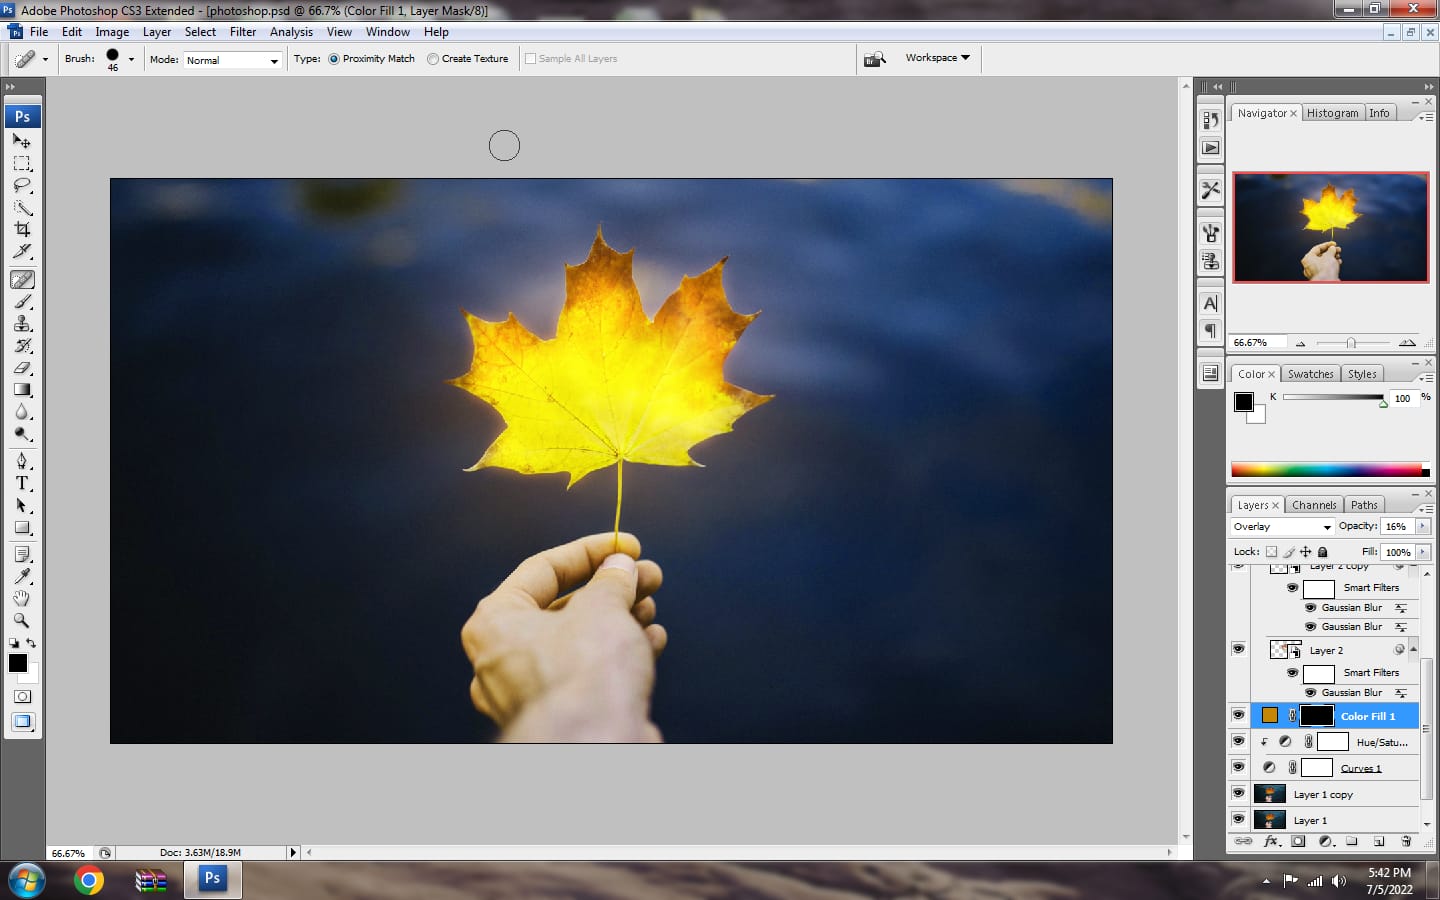 Ps Adobe Photoshop CS3 Extended - [photoshop.psd @ 66.7% (Color Fill 1, Layer Mask/8)]
Ps File Edit Image Layer Select Filter Analysis View Window Help
Brush: 46 Mode: Normal Type: Proximity Match Create Texture Sample All Layers Br Workspace
Ps
T
Navigator Histogram Info
66.67%
Color Swatches Styles
K 100 %
A
Layers Channels Paths
Overlay Opacity: 16%
Lock: Fill: 100%
Layer 2 copy
Smart Filters
Gaussian Blur
Gaussian Blur
Layer 2
Smart Filters
Gaussian Blur
Color Fill 1
Hue/Satu...
Curves 1
Layer 1 copy
Layer 1
fx
66.67% Doc: 3.63M/18.9M
Ps
5:42 PM
7/5/2022